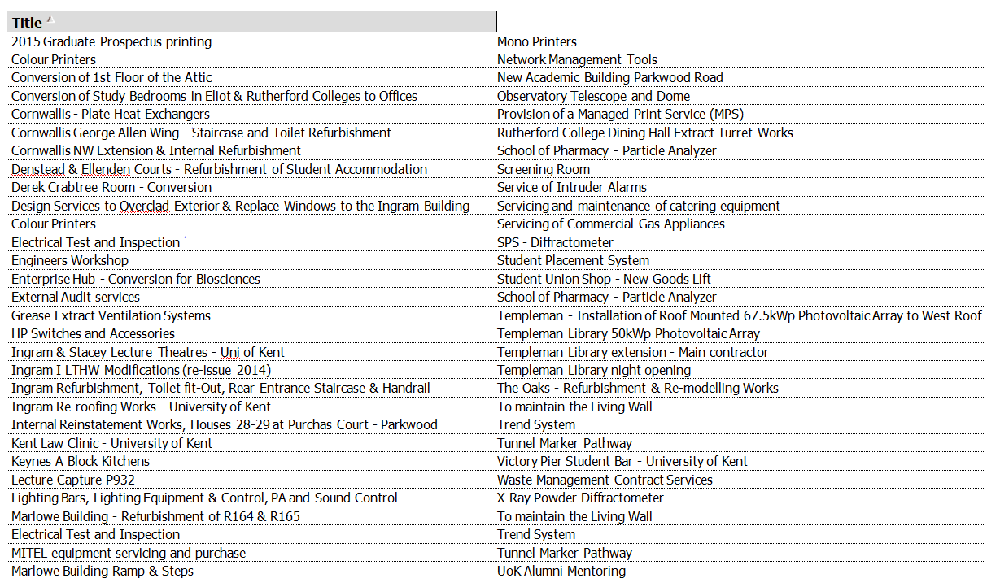 Title
2015 Graduate Prospectus printing
Mono Printers
Colour Printers
Network Management Tools
Conversion of 1st Floor of the Attic
New Academic Building Parkwood Road
Conversion of Study Bedrooms in Eliot & Rutherford Colleges to Offices
Observatory Telescope and Dome
Cornwallis - Plate Heat Exchangers
Provision of a Managed Print Service (MPS)
Cornwallis George Allen Wing - Staircase and Toilet Refurbishment
Rutherford College Dining Hall Extract Turret Works
Cornwallis NW Extension & Internal Refurbishment
School of Pharmacy - Particle Analyzer
Denstead & Ellenden Courts - Refurbishment of Student Accommodation
Screening Room
Derek Crabtree Room - Conversion
Service of Intruder Alarms
Design Services to Overclad Exterior & Replace Windows to the Ingram Building
Servicing and maintenance of catering equipment
Colour Printers
Servicing of Commercial Gas Appliances
Electrical Test and Inspection
SPS - Diffractometer
Engineers Workshop
Student Placement System
Enterprise Hub - Conversion for Biosciences
Student Union Shop - New Goods Lift
External Audit services
School of Pharmacy - Particle Analyzer
Grease Extract Ventilation Systems
Templeman - Installation of Roof Mounted 67.5kWp Photovoltaic Array to West Roof
HP Switches and Accessories
Templeman Library 50kWp Photovoltaic Array
Ingram & Stacey Lecture Theatres - Uni of Kent
Templeman Library extension - Main contractor
Ingram I LTHW Modifications (re-issue 2014)
Templeman Library night opening
Ingram Refurbishment, Toilet fit-Out, Rear Entrance Staircase & Handrail
The Oaks - Refurbishment & Re-modelling Works
Ingram Re-roofing Works - University of Kent
To maintain the Living Wall
Internal Reinstatement Works, Houses 28-29 at Purchas Court - Parkwood
Trend System
Kent Law Clinic - University of Kent
Tunnel Marker Pathway
Keynes A Block Kitchens
Victory Pier Student Bar - University of Kent
Lecture Capture P932
Waste Management Contract Services
Lighting Bars, Lighting Equipment & Control, PA and Sound Control
X-Ray Powder Diffractometer
Marlowe Building - Refurbishment of R164 & R165
To maintain the Living Wall
Electrical Test and Inspection
Trend System
MITEL equipment servicing and purchase
Tunnel Marker Pathway
Marlowe Building Ramp & Steps
UoK Alumni Mentoring